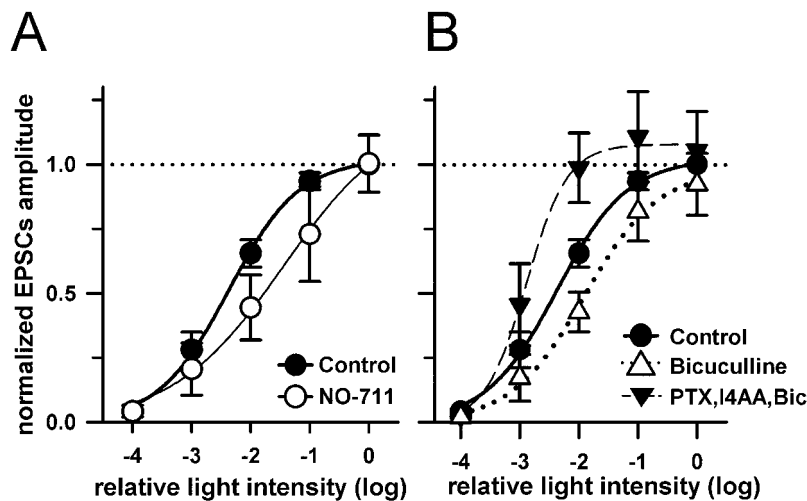 A
B
normalized EPSCs amplitude
1.0
0.5
0.0
Control
NO-711
Control
Bicuculline
PTX,I4AA,Bic
-4 -3 -2 -1 0
-4 -3 -2 -1 0
relative light intensity (log)
relative light intensity (log)